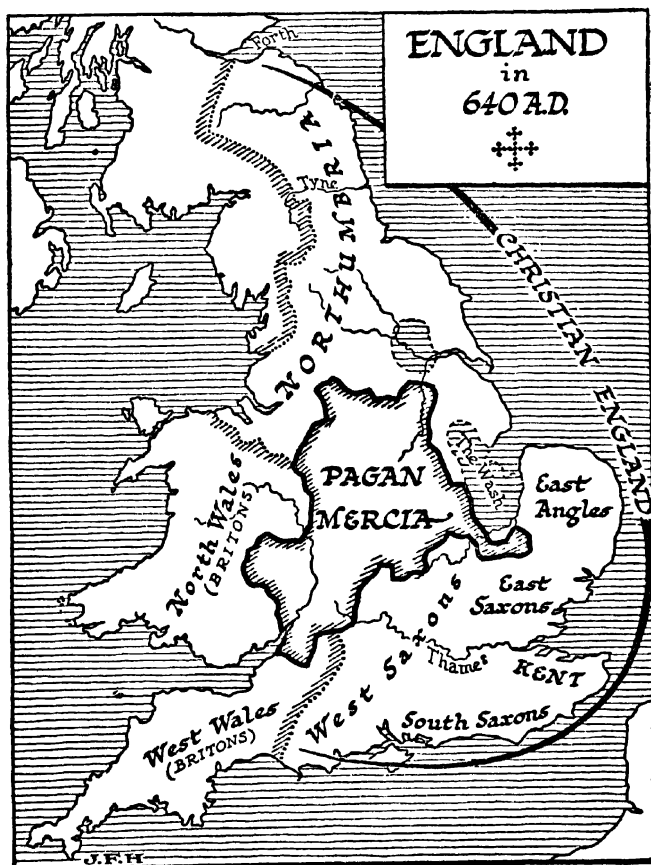 ENGLAND
in
640 A.D.
Forth
Tyne
NORTHUMBRIA
CHRISTIAN ENGLAND
PAGAN
MERCIA
The Wash
East
Angles
North Wales
(BRITONS)
East
Saxons
West Saxons
Thames
KENT
South Saxons
West Wales
(BRITONS)
J.F.H